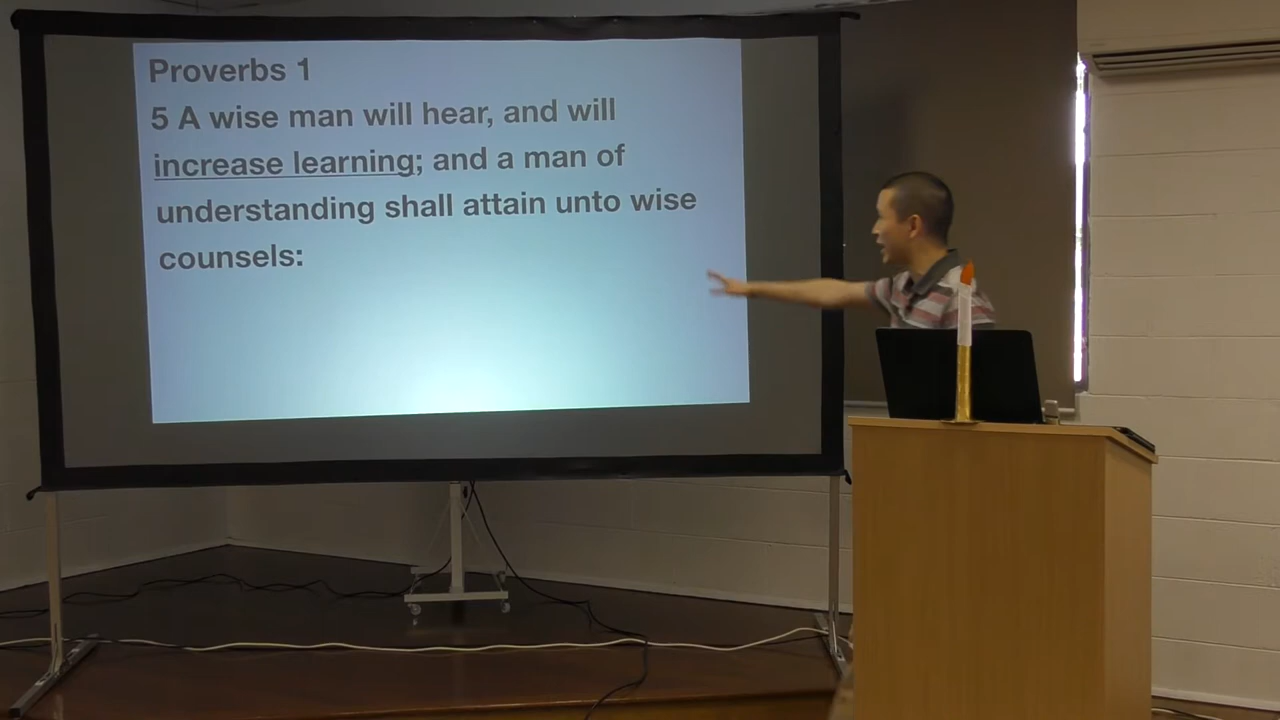 Proverbs 1
5 A wise man will hear, and will
increase learning; and a man of
understanding shall attain unto wise
counsels: